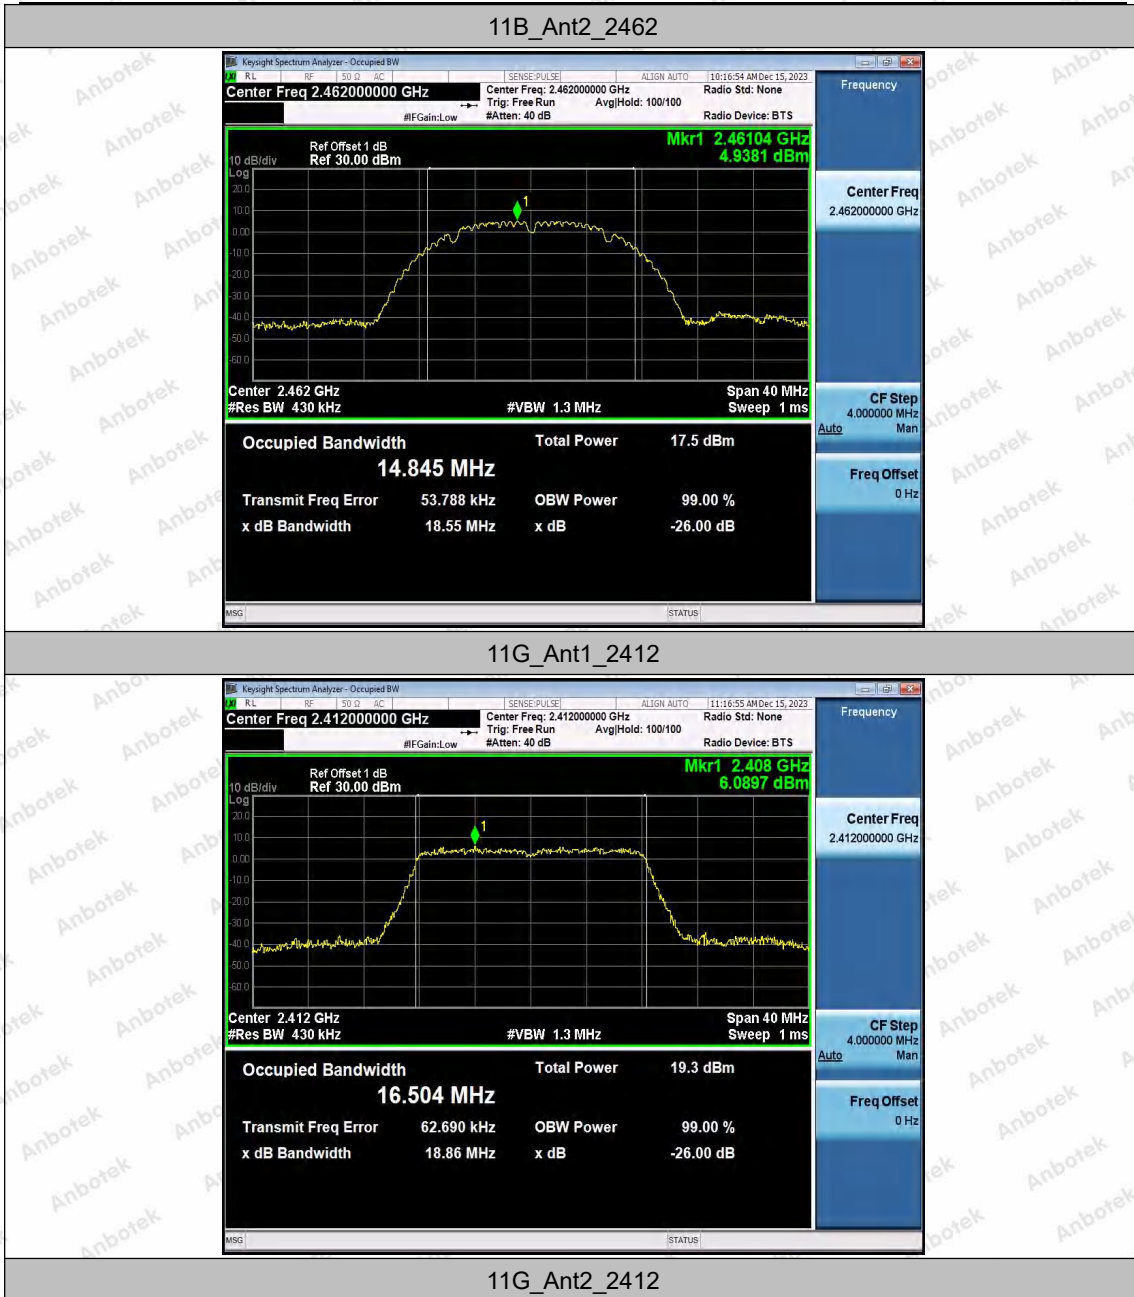 11B_Ant2_2462
Keysight Spectrum Analyzer - Occupied BW
LXI RL RF 50 Ω AC SENSE:PULSE ALIGN AUTO 10:16:54 AM Dec 15, 2023
Center Freq 2.462000000 GHz
Center Freq: 2.462000000 GHz
Radio Std: None
Trig: Free Run Avg|Hold: 100/100
#IFGain:Low #Atten: 40 dB Radio Device: BTS
Frequency
Ref Offset 1 dB
10 dB/div Ref 30.00 dBm
Mkr1 2.46104 GHz
4.9381 dBm
Log
20.0
10.0
0.00
-10.0
-20.0
-30.0
-40.0
-50.0
-60.0
1
Center 2.462 GHz Span 40 MHz
#Res BW 430 kHz #VBW 1.3 MHz Sweep 1 ms
Center Freq
2.462000000 GHz
CF Step
4.000000 MHz
Auto Man
Freq Offset
0 Hz
Occupied Bandwidth Total Power 17.5 dBm
14.845 MHz
Transmit Freq Error 53.788 kHz OBW Power 99.00 %
x dB Bandwidth 18.55 MHz x dB -26.00 dB
MSG STATUS
11G_Ant1_2412
Keysight Spectrum Analyzer - Occupied BW
LXI RL RF 50 Ω AC SENSE:PULSE ALIGN AUTO 11:16:55 AM Dec 15, 2023
Center Freq 2.412000000 GHz
Center Freq: 2.412000000 GHz
Radio Std: None
Trig: Free Run Avg|Hold: 100/100
#IFGain:Low #Atten: 40 dB Radio Device: BTS
Frequency
Ref Offset 1 dB
10 dB/div Ref 30.00 dBm
Mkr1 2.408 GHz
6.0897 dBm
Log
20.0
10.0
0.00
-10.0
-20.0
-30.0
-40.0
-50.0
-60.0
1
Center 2.412 GHz Span 40 MHz
#Res BW 430 kHz #VBW 1.3 MHz Sweep 1 ms
Center Freq
2.412000000 GHz
CF Step
4.000000 MHz
Auto Man
Freq Offset
0 Hz
Occupied Bandwidth Total Power 19.3 dBm
16.504 MHz
Transmit Freq Error 62.690 kHz OBW Power 99.00 %
x dB Bandwidth 18.86 MHz x dB -26.00 dB
MSG STATUS
11G_Ant2_2412